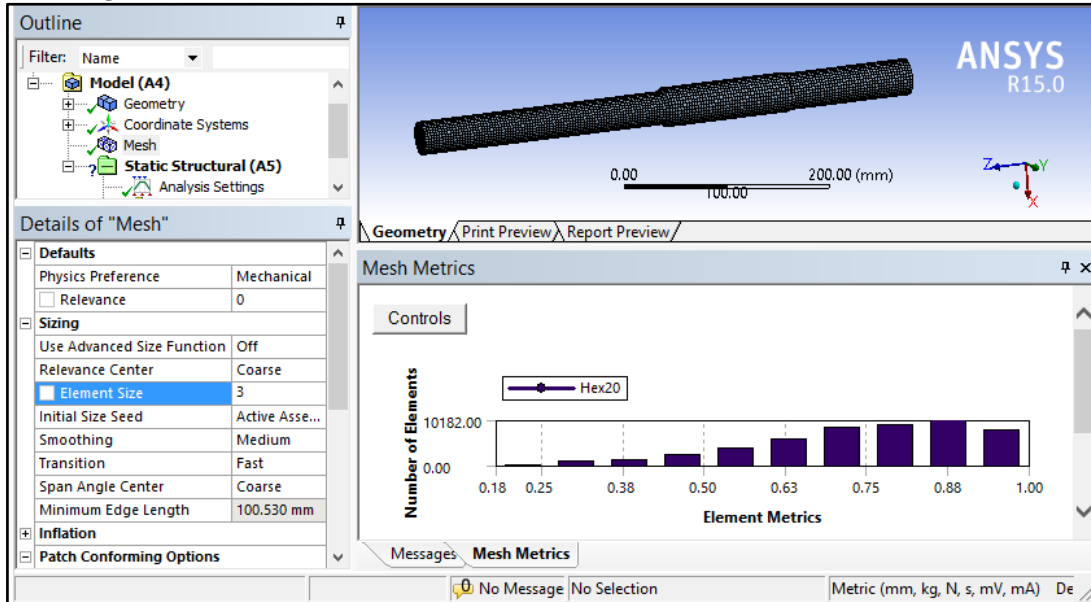 Outline
Filter: Name
Model (A4)
Geometry
Coordinate Systems
Mesh
Static Structural (A5)
Analysis Settings
ANSYS
R15.0
0.00
200.00 (mm)
100.00
Z
Y
X
Geometry Print Preview Report Preview
Details of "Mesh"
Defaults
Physics Preference Mechanical
Relevance 0
Sizing
Use Advanced Size Function Off
Relevance Center Coarse
Element Size 3
Initial Size Seed Active Asse...
Smoothing Medium
Transition Fast
Span Angle Center Coarse
Minimum Edge Length 100.530 mm
Inflation
Patch Conforming Options
Mesh Metrics
Controls
Number of Elements
Hex20
10182.00
0.00
0.18 0.25 0.38 0.50 0.63 0.75 0.88 1.00
Element Metrics
Messages Mesh Metrics
0 No Message No Selection Metric (mm, kg, N, s, mV, mA) De